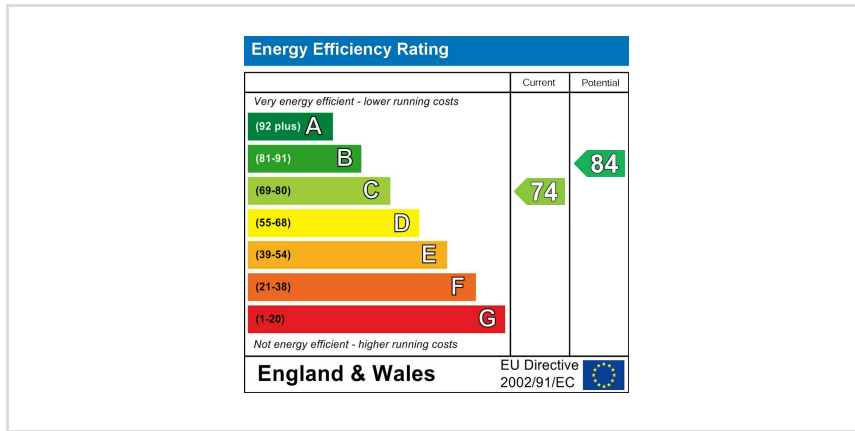 Energy Efficiency Rating
Current Potential
Very energy efficient - lower running costs
(92 plus) A
(81-91) B
84
(69-80) C
74
(55-68) D
(39-54) E
(21-38) F
(1-20) G
Not energy efficient - higher running costs
England & Wales
EU Directive
2002/91/EC